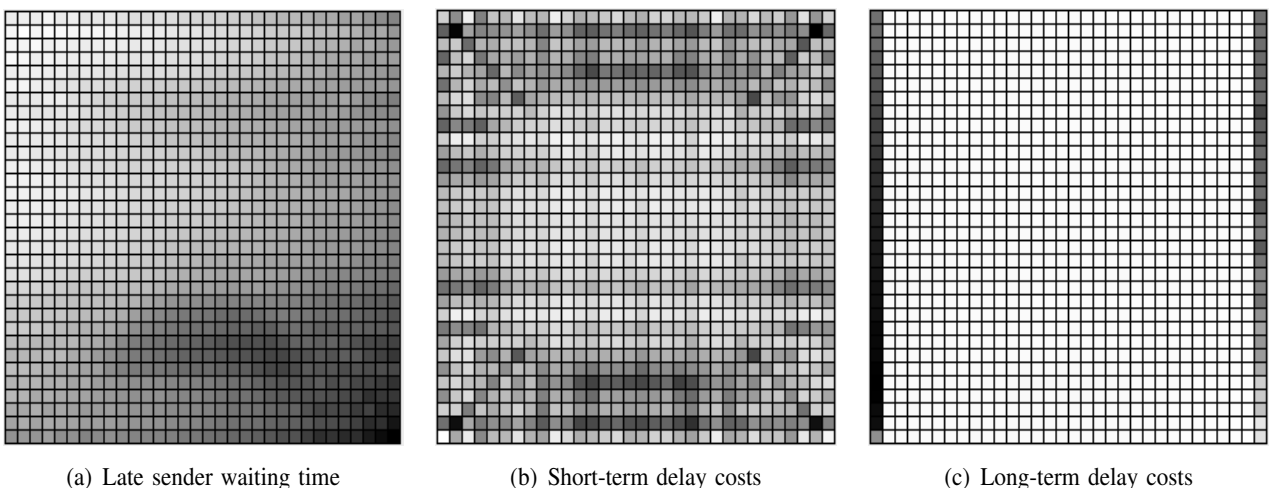 (a) Late sender waiting time
(b) Short-term delay costs
(c) Long-term delay costs